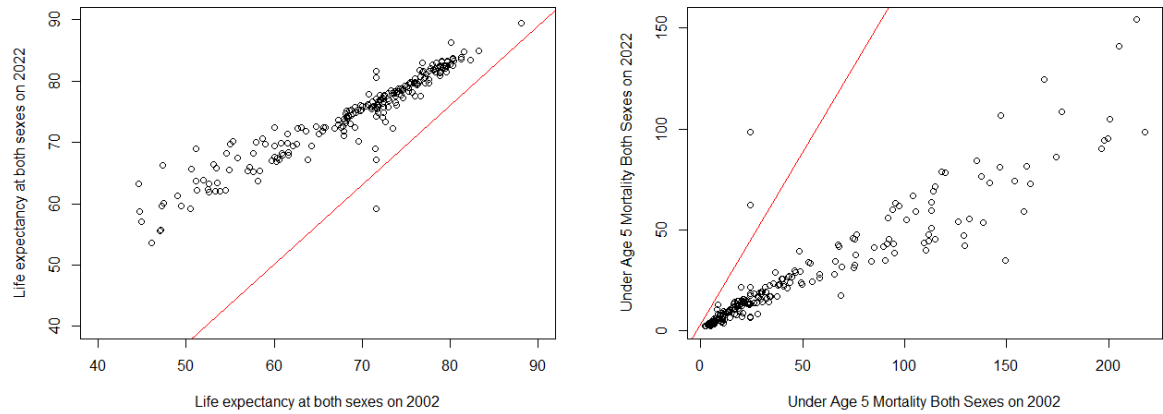 Life expectancy at both sexes on 2022
90
80
70
60
50
40
40 50 60 70 80 90
Life expectancy at both sexes on 2002
Under Age 5 Mortality Both Sexes on 2022
150
100
50
0
0 50 100 150 200
Under Age 5 Mortality Both Sexes on 2002